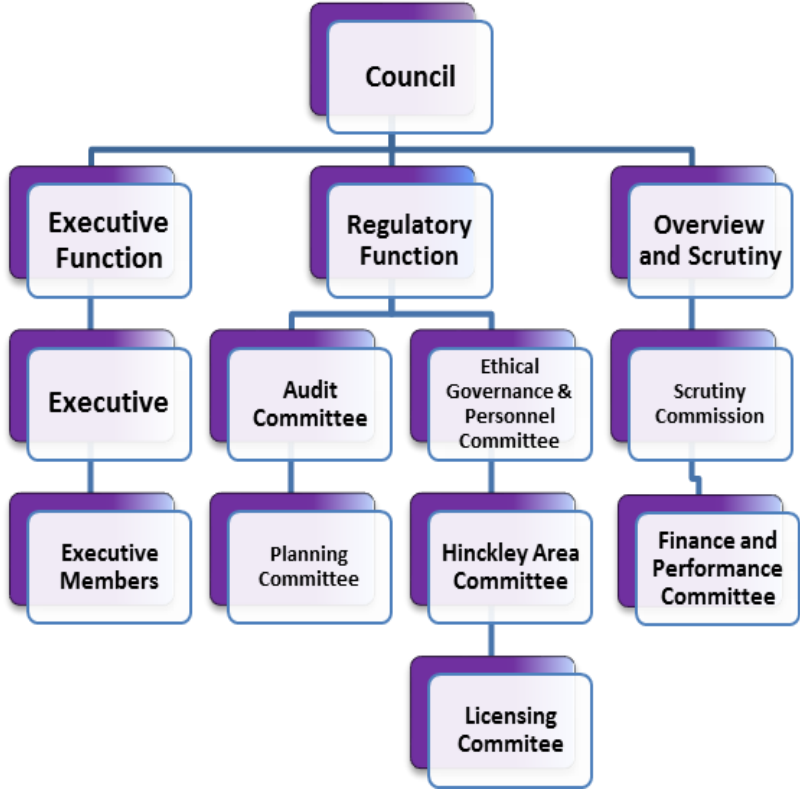 Council
Executive
Function
Regulatory
Function
Overview
and Scrutiny
Executive
Audit
Committee
Ethical
Governance &
Personnel
Committee
Scrutiny
Commission
Executive
Members
Planning
Committee
Hinckley Area
Committee
Finance and
Performance
Committee
Licensing
Commitee